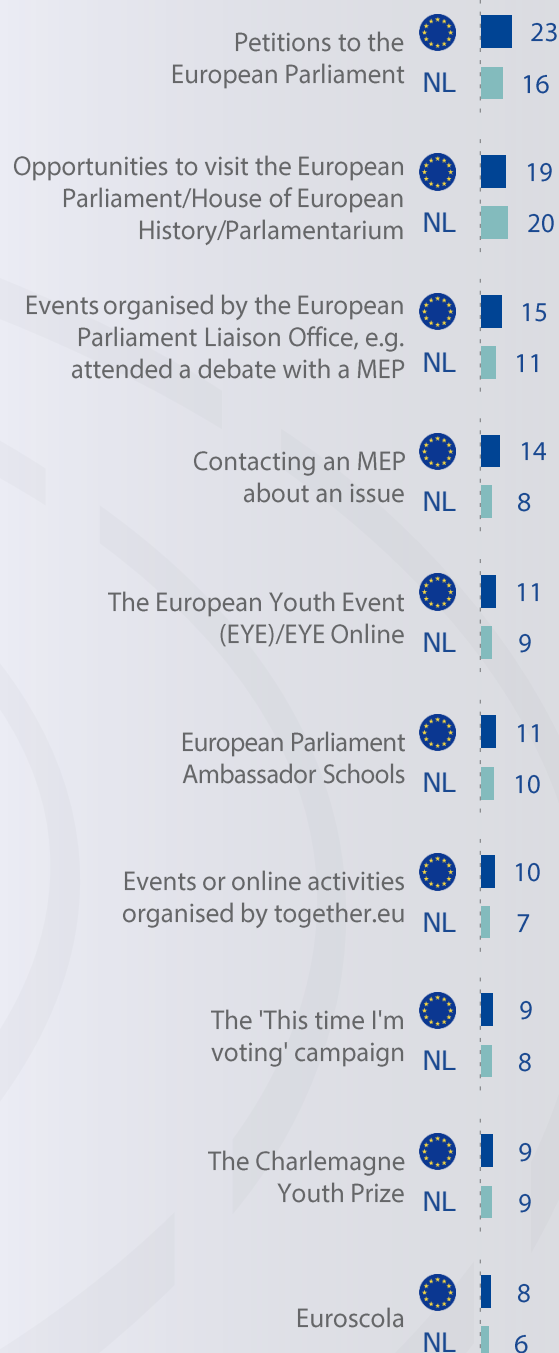 Petitions to the
European Parliament
23
NL
16
Opportunities to visit the European
Parliament/House of European
History/Parlamentarium
19
NL
20
Events organised by the European
Parliament Liaison Office, e.g.
attended a debate with a MEP
15
NL
11
Contacting an MEP
about an issue
14
NL
8
The European Youth Event
(EYE)/EYE Online
11
NL
9
European Parliament
Ambassador Schools
11
NL
10
Events or online activities
organised by together.eu
10
NL
7
The 'This time I'm
voting' campaign
9
NL
8
The Charlemagne
Youth Prize
9
NL
9
Euroscola
8
NL
6